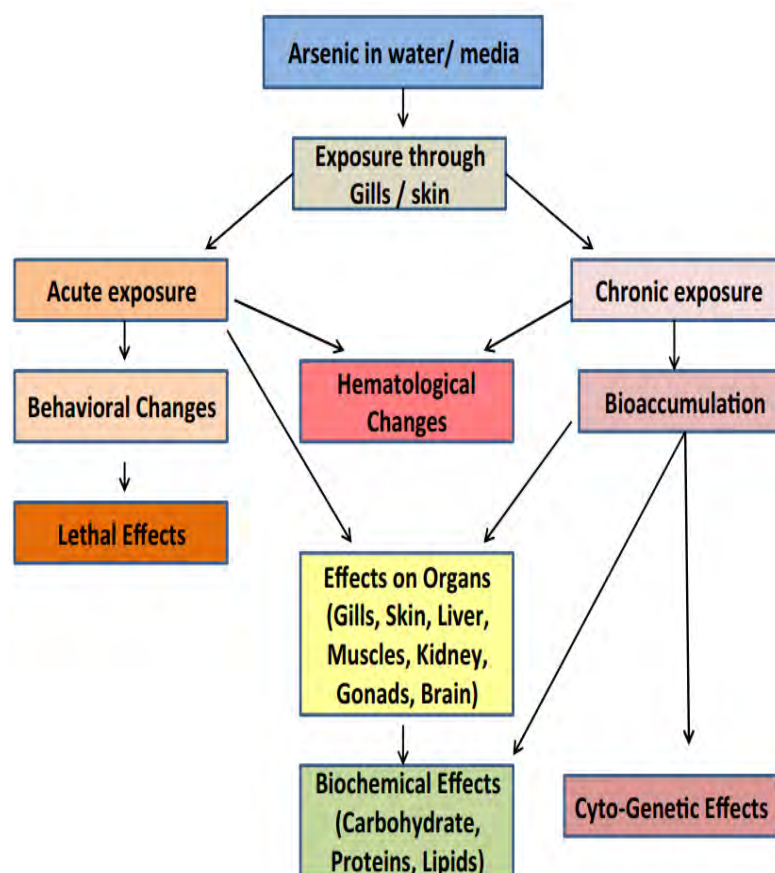 Arsenic in water/ media
Exposure through
Gills / skin
Acute exposure
Chronic exposure
Behavioral Changes
Hematological
Changes
Bioaccumulation
Lethal Effects
Effects on Organs
(Gills, Skin, Liver,
Muscles, Kidney,
Gonads, Brain)
Biochemical Effects
(Carbohydrate,
Proteins, Lipids)
Cyto-Genetic Effects